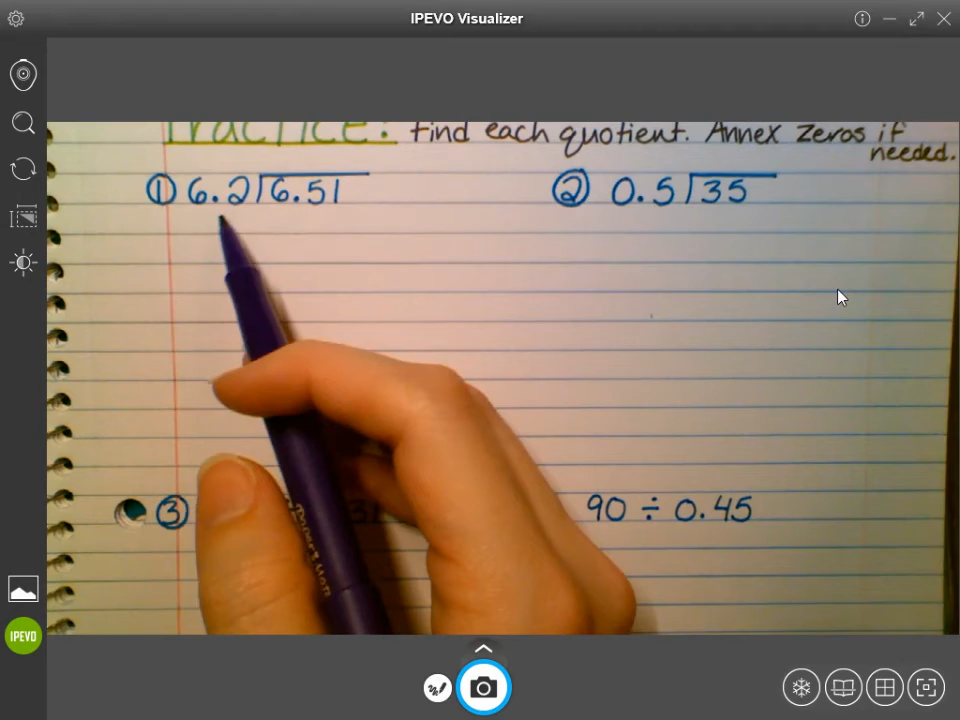 IPEVO Visualizer
Practice: Find each quotient. Annex zeros if
needed.
① 6.2⟌6.51
② 0.5⟌35
③
90 ÷ 0.45
IPEVO